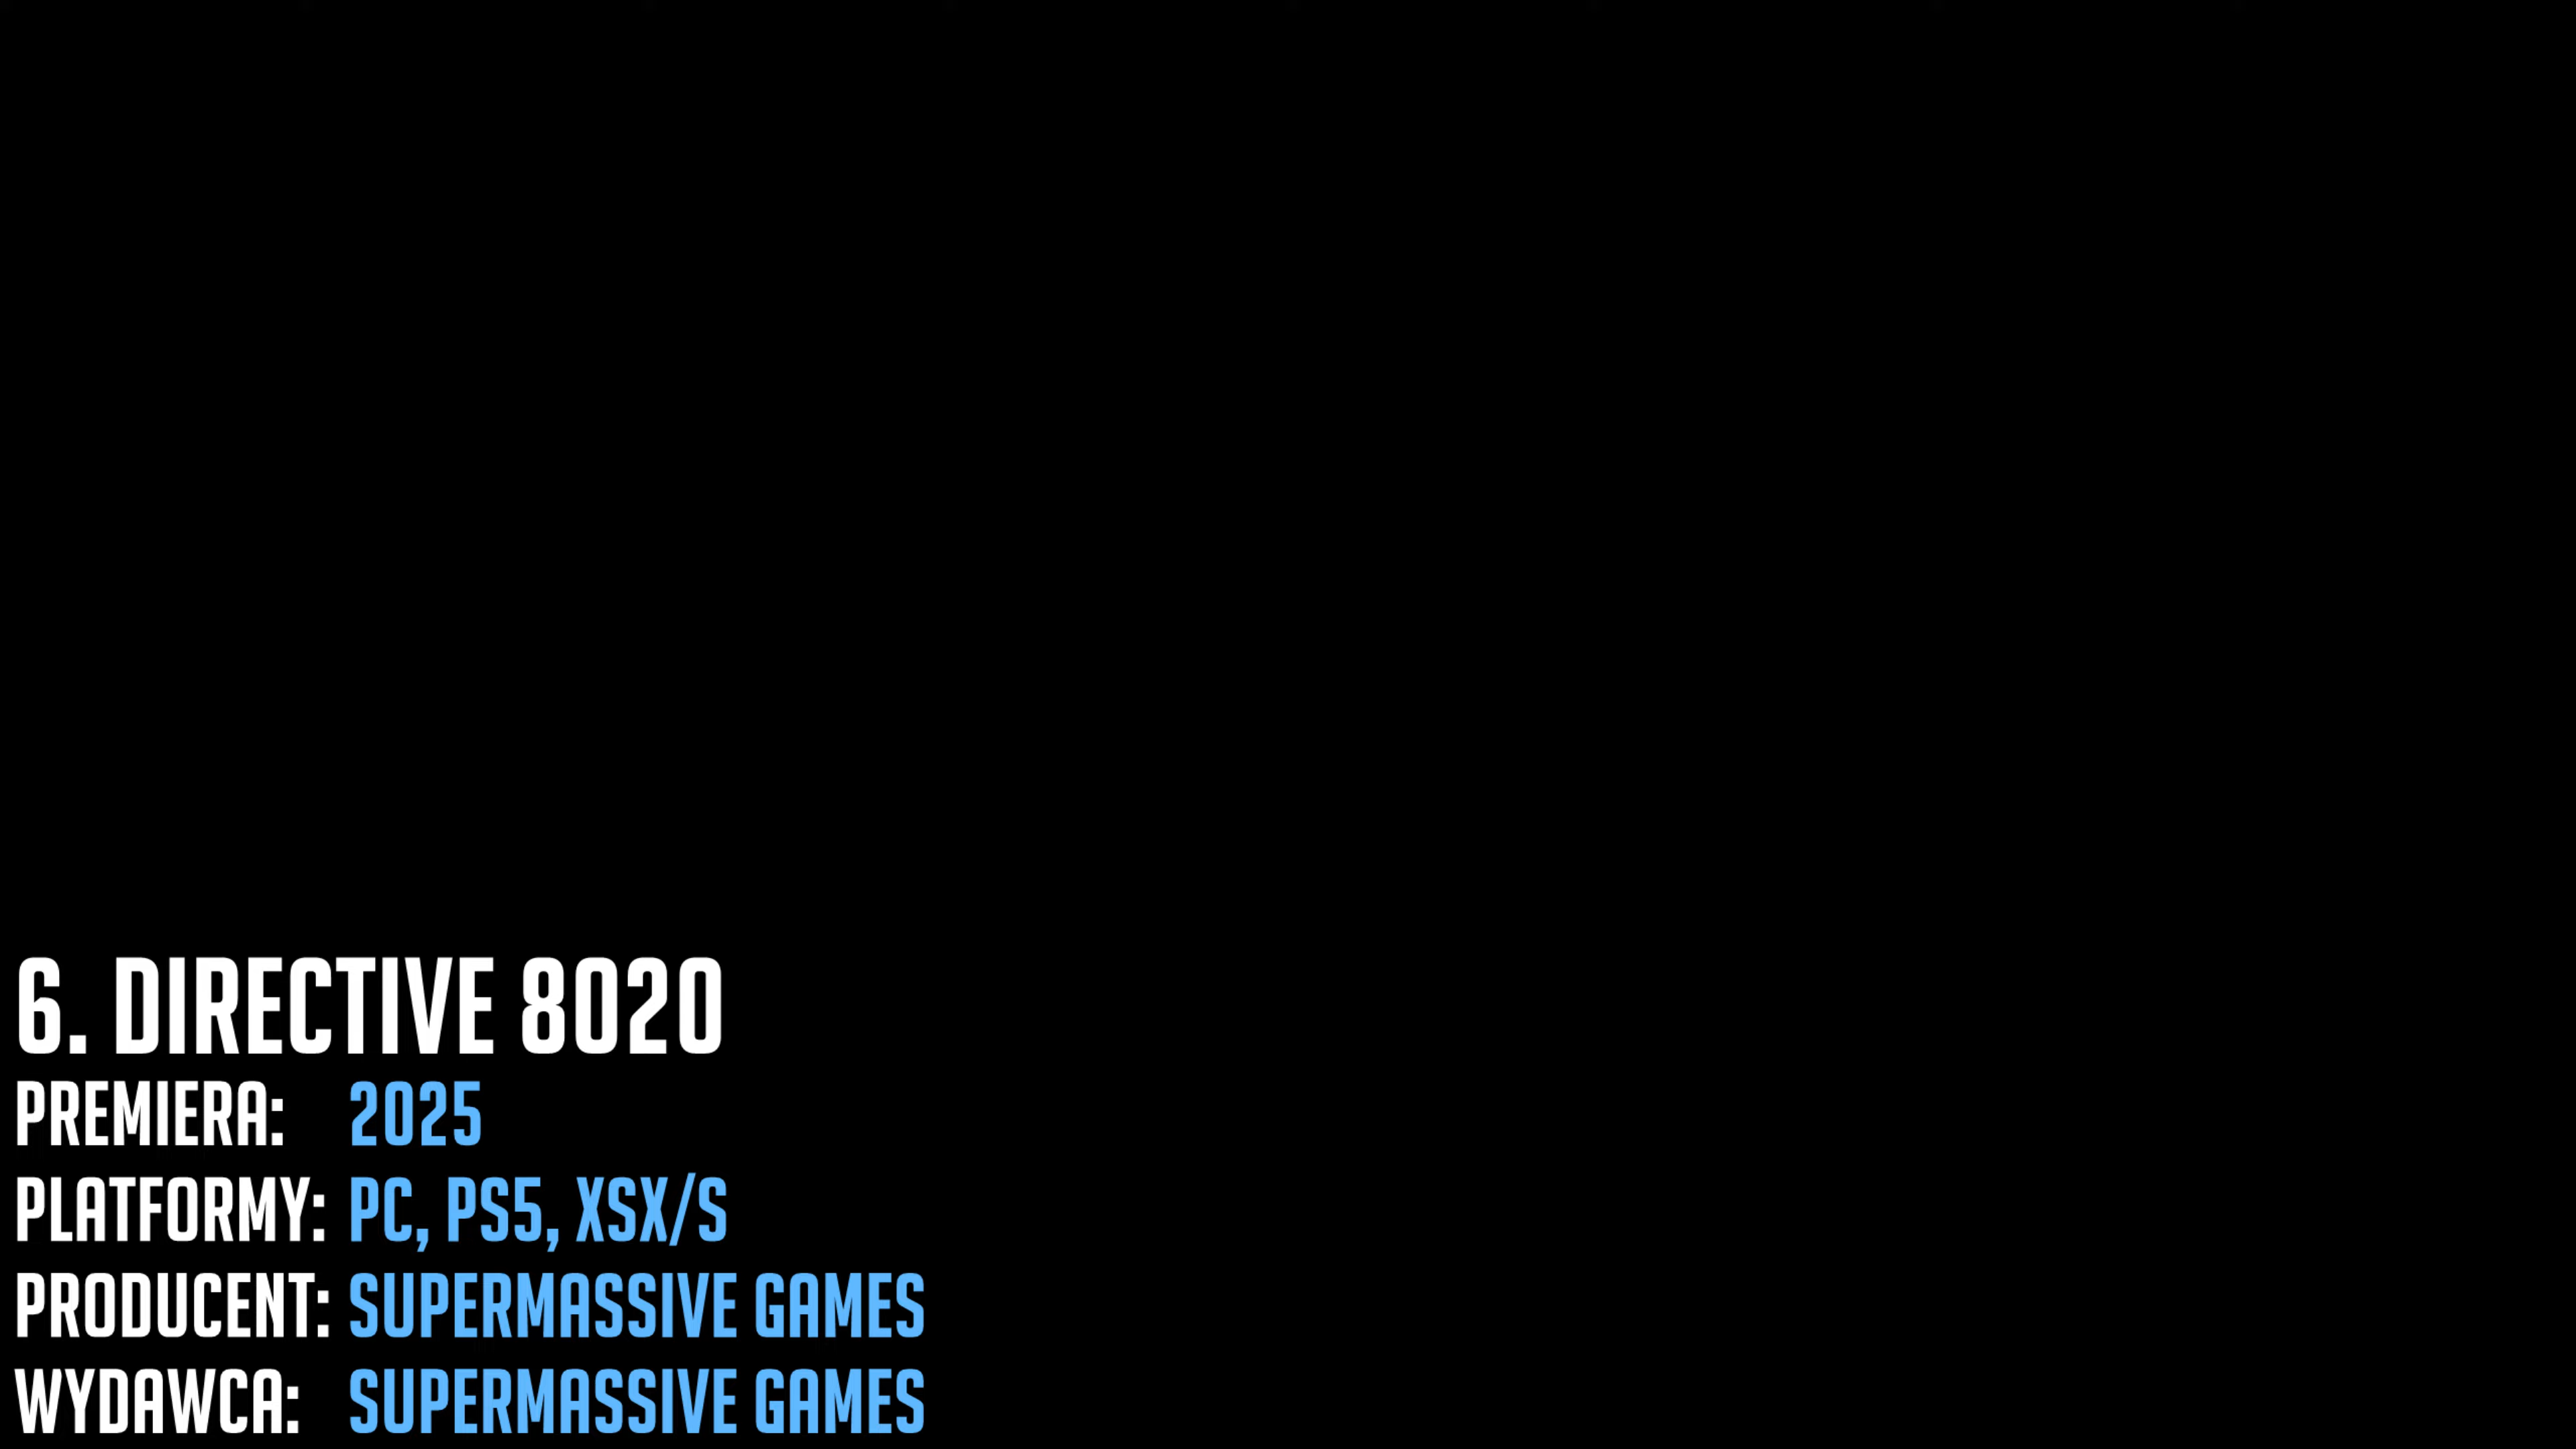 6. DIRECTIVE 8020
PREMIERA: 2025
PLATFORMY: PC, PS5, XSX/S
PRODUCENT: SUPERMASSIVE GAMES
WYDAWCA: SUPERMASSIVE GAMES